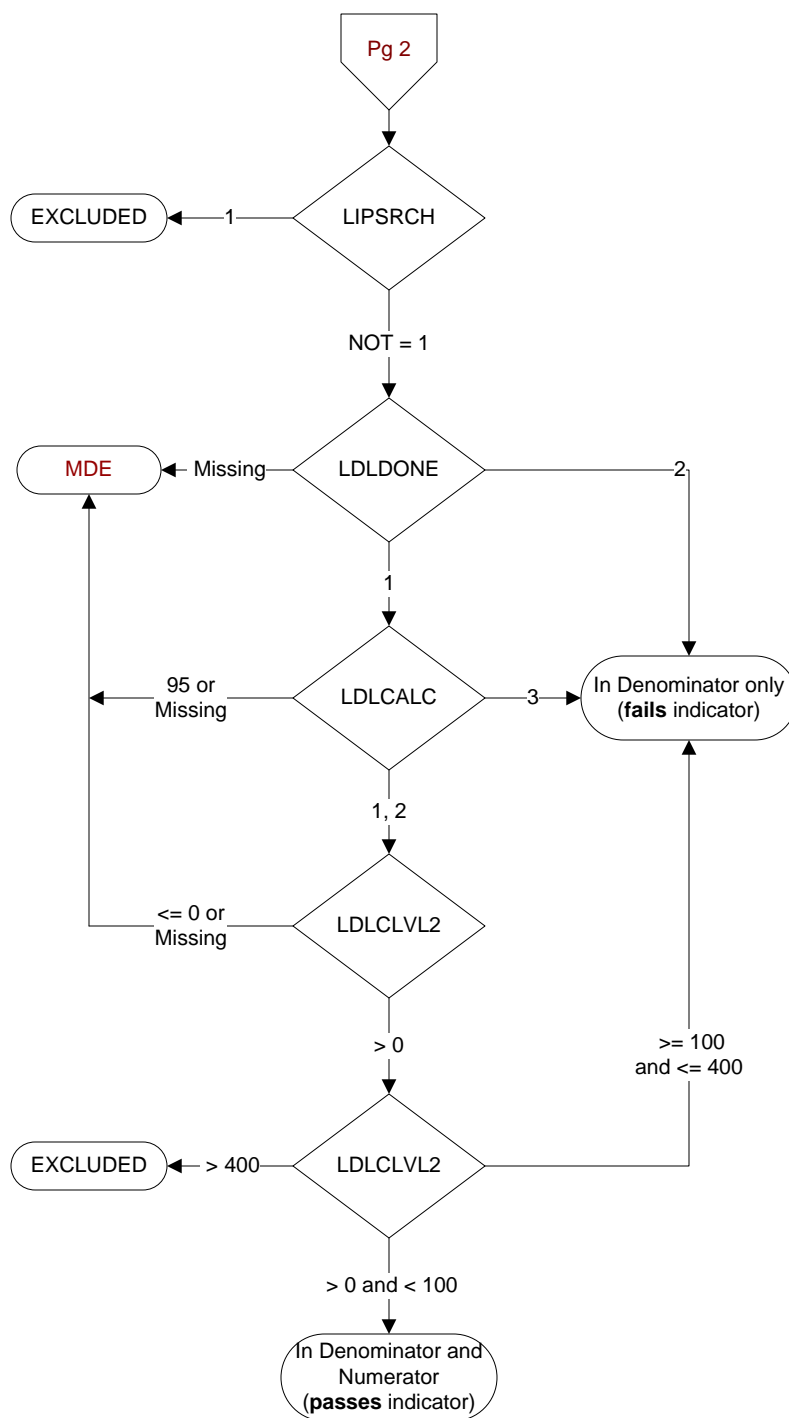 Pg 2
LIPSRCH
1
EXCLUDED
NOT = 1
LDLDONE
Missing
MDE
2
1
LDLCALC
95 or
Missing
3
In Denominator only
(fails indicator)
1, 2
LDLCLVL2
<= 0 or
Missing
> 0
>= 100
and <= 400
LDLCLVL2
> 400
EXCLUDED
> 0 and < 100
In Denominator and
Numerator
(passes indicator)